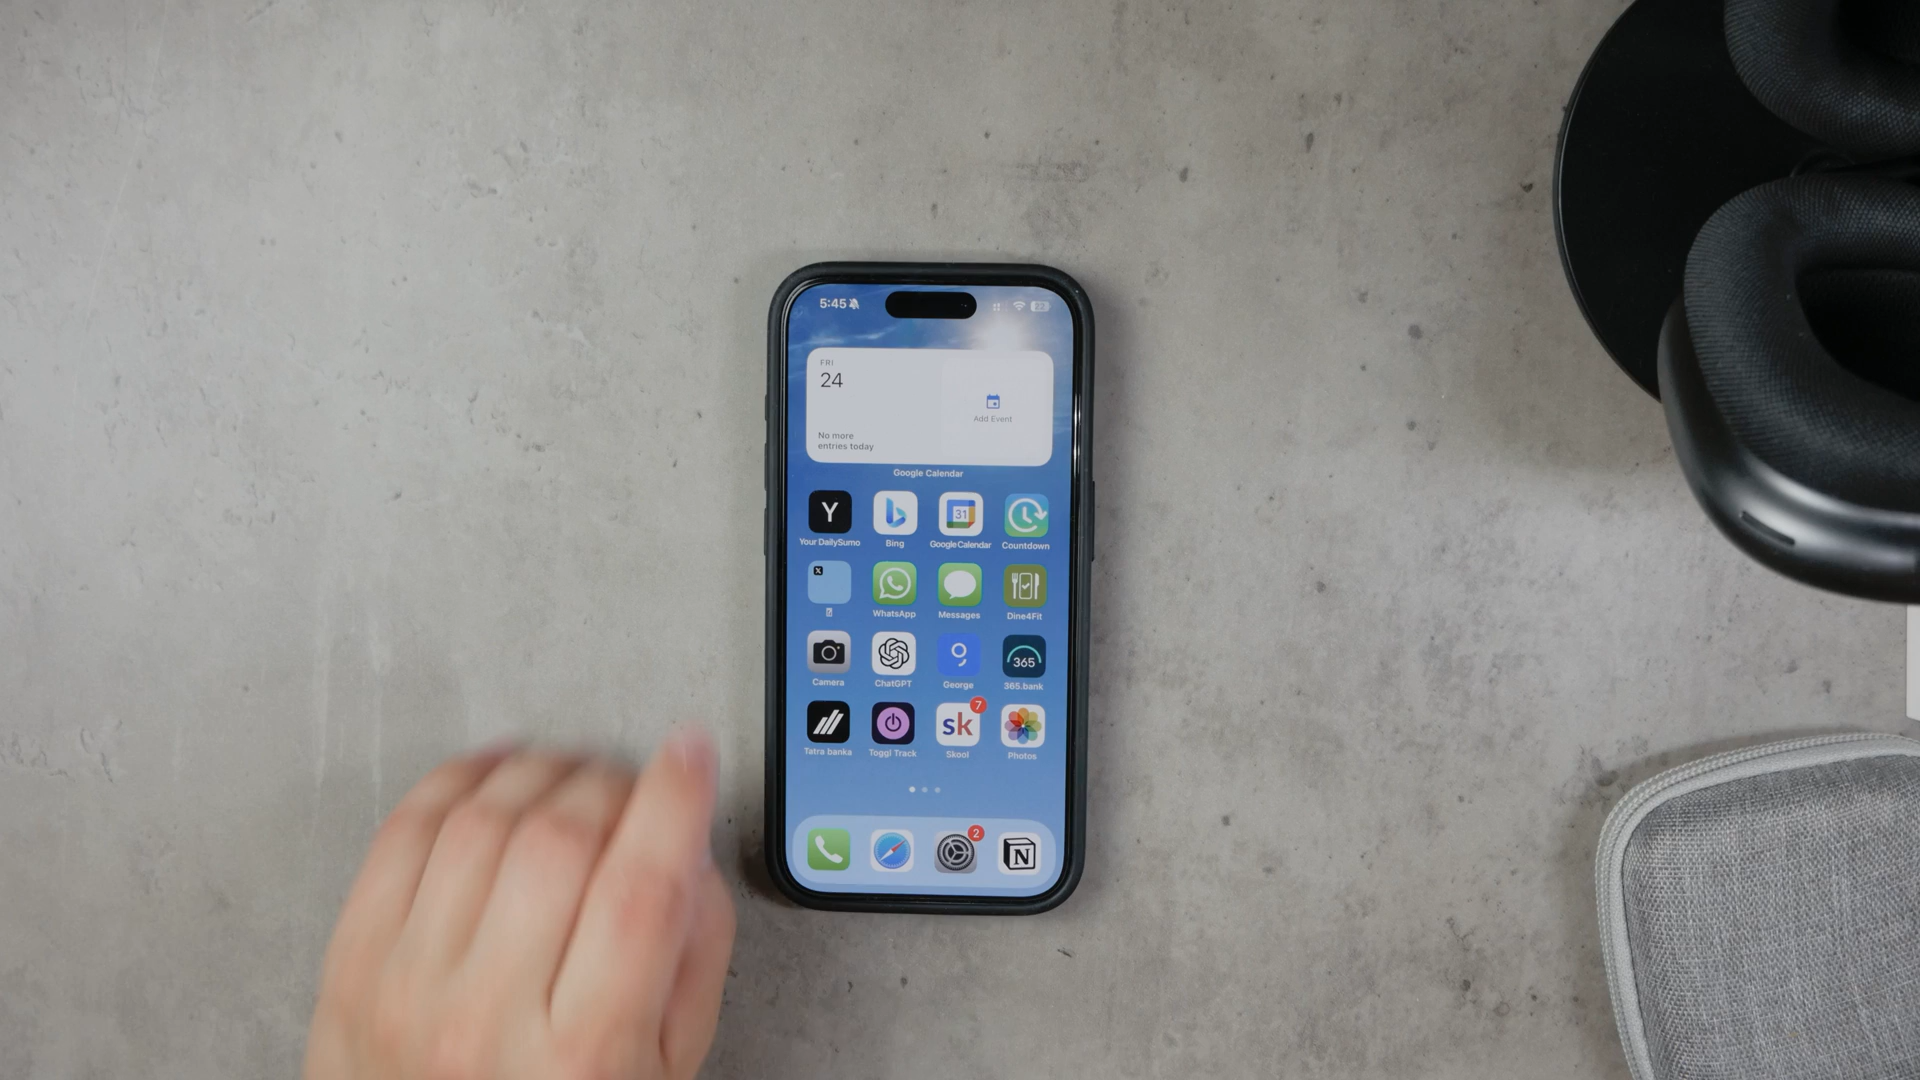 5:45
FRI
24
Add Event
No more
entries today
Google Calendar
Y
31
Your DailySumo Bing Google Calendar Countdown
X
WhatsApp Messages Dine4Fit
365
Camera ChatGPT George 365.bank
7
sk
Tatra banka Toggl Track Skool Photos
2
N